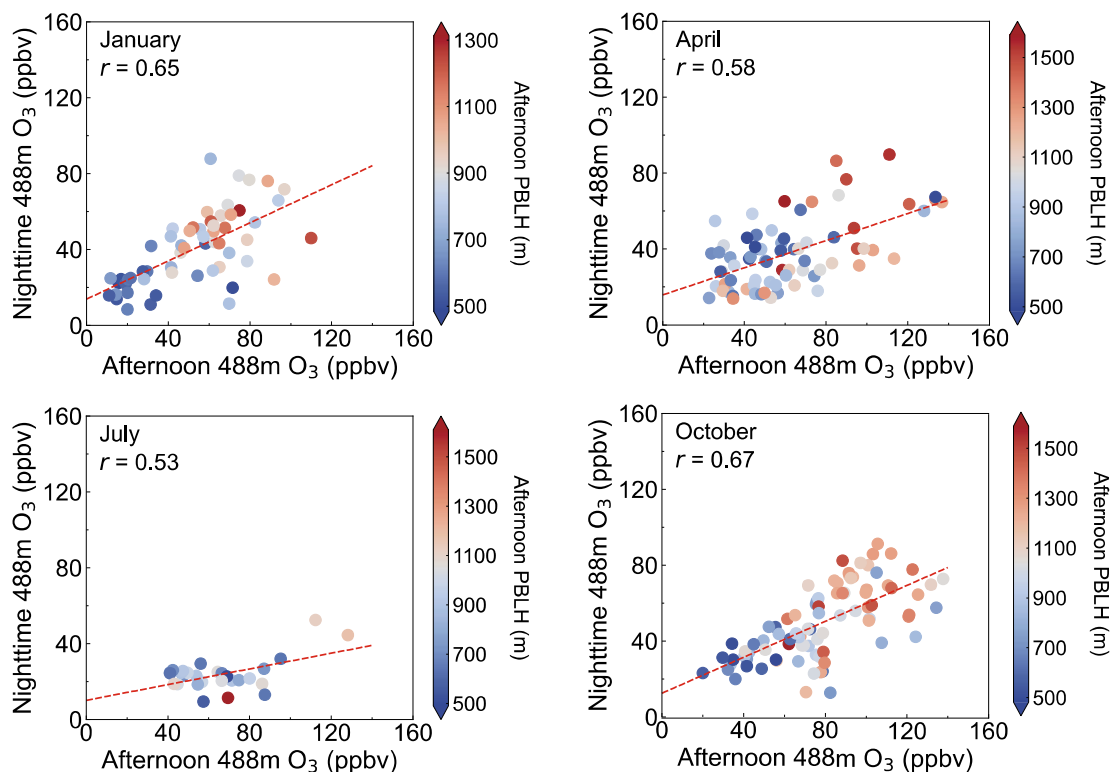 January
r = 0.65
160
120
80
40
0
0 40 80 120 160
Nighttime 488m O3 (ppbv)
Afternoon 488m O3 (ppbv)
1300
1100
900
700
500
Afternoon PBLH (m)
April
r = 0.58
160
120
80
40
0
0 40 80 120 160
Nighttime 488m O3 (ppbv)
Afternoon 488m O3 (ppbv)
1500
1300
1100
900
700
500
Afternoon PBLH (m)
July
r = 0.53
160
120
80
40
0
0 40 80 120 160
Nighttime 488m O3 (ppbv)
Afternoon 488m O3 (ppbv)
1500
1300
1100
900
700
500
Afternoon PBLH (m)
October
r = 0.67
160
120
80
40
0
0 40 80 120 160
Nighttime 488m O3 (ppbv)
Afternoon 488m O3 (ppbv)
1500
1300
1100
900
700
500
Afternoon PBLH (m)